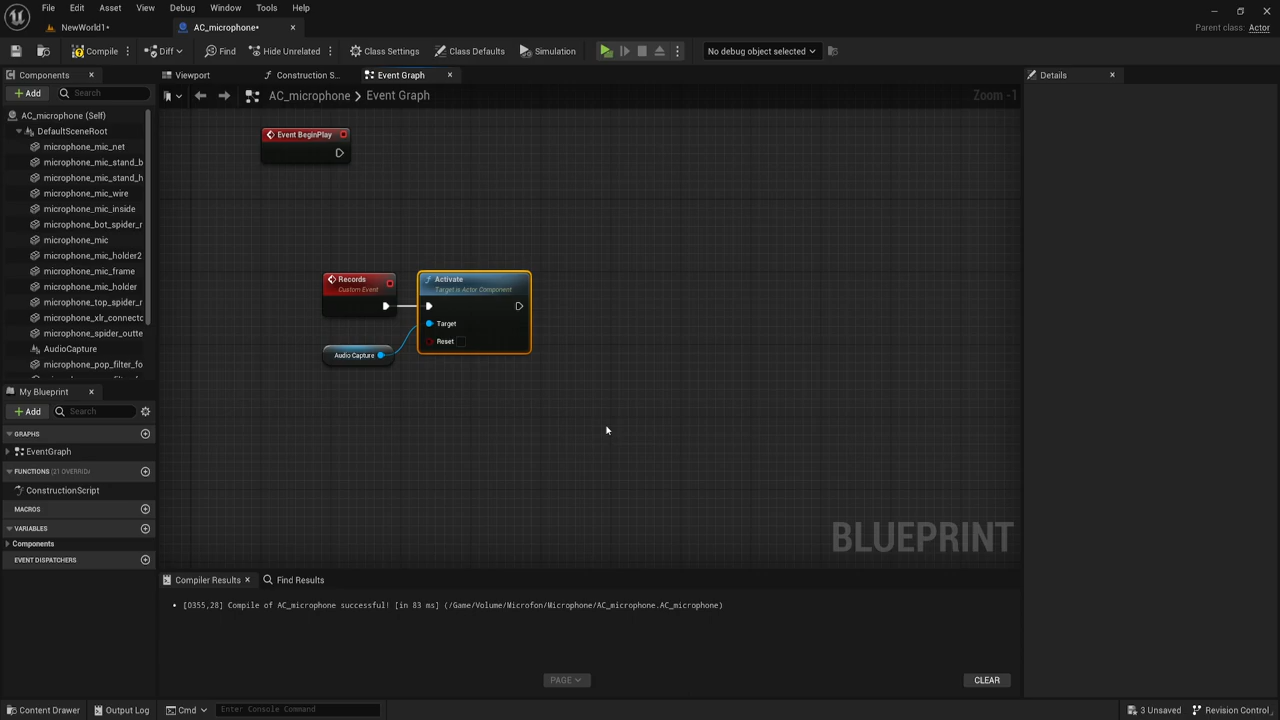 File Edit Asset View Debug Window Tools Help
NewWorld1•
AC_microphone•
Parent class: Actor
Compile
Diff
Find
Hide Unrelated
Class Settings
Class Defaults
Simulation
No debug object selected
Components
Viewport
Construction S...
Event Graph
Details
Add
Search
AC_microphone > Event Graph
Zoom -1
AC_microphone (Self)
DefaultSceneRoot
microphone_mic_net
microphone_mic_stand_b
microphone_mic_stand_h
microphone_mic_wire
microphone_mic_inside
microphone_bot_spider_r
microphone_mic
microphone_mic_holder2
microphone_mic_frame
microphone_mic_holder
microphone_top_spider_r
microphone_xlr_connecto
microphone_spider_outte
AudioCapture
microphone_pop_filter_fo
Event BeginPlay
Records
Custom Event
Activate
Target is Actor Component
Target
Reset
Audio Capture
BLUEPRINT
My Blueprint
Add
Search
GRAPHS
EventGraph
FUNCTIONS (21 OVERRID
ConstructionScript
MACROS
VARIABLES
Components
EVENT DISPATCHERS
Compiler Results
Find Results
[0355,28] Compile of AC_microphone successful! [in 83 ms] (/Game/Volume/Microfon/Microphone/AC_microphone.AC_microphone)
PAGE
CLEAR
Content Drawer
Output Log
Cmd
Enter Console Command
3 Unsaved
Revision Control